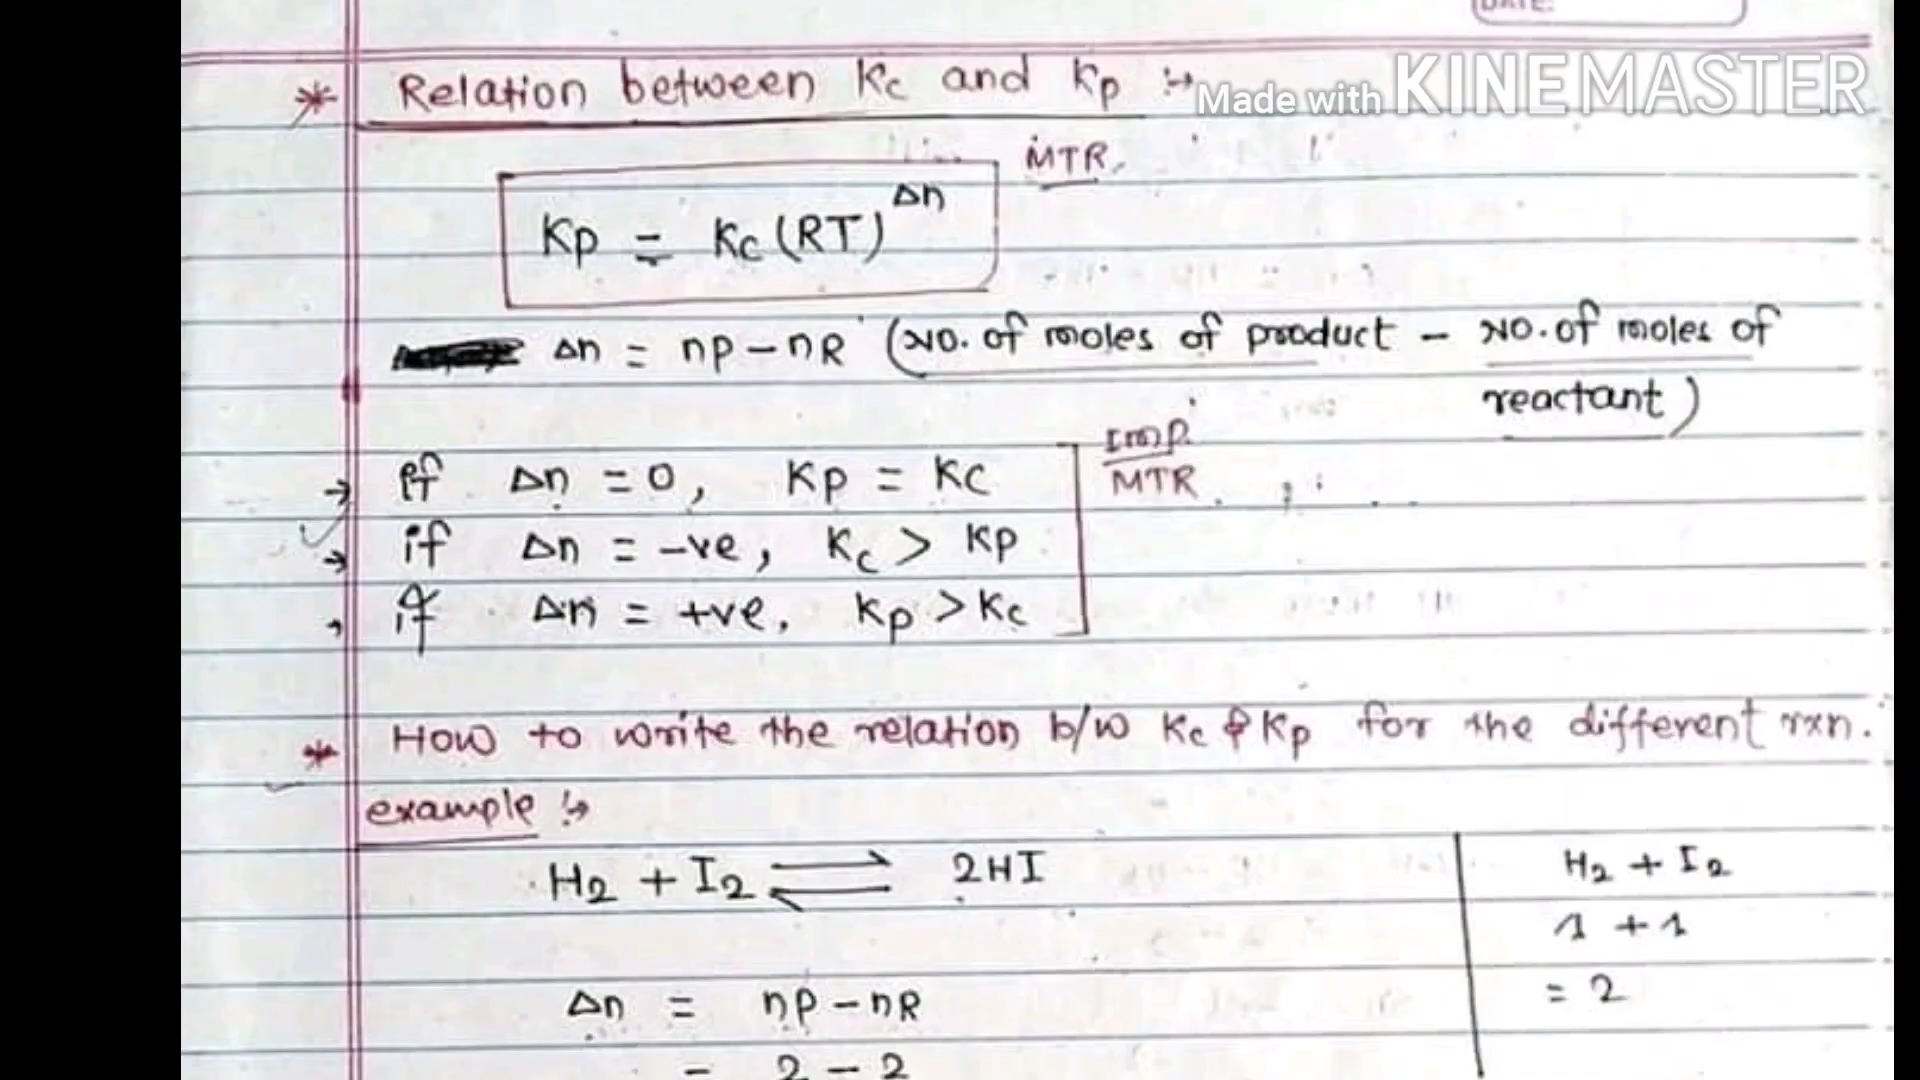 DATE:
* Relation between Kc and Kp :→
Made with KINEMASTER
MTR.
Kp = Kc (RT)^Δn
Δn = nP - nR (NO. of moles of product - NO. of moles of
reactant)
Imp.
MTR
→ if Δn = 0, Kp = Kc
→ if Δn = -ve, Kc > Kp
→ if Δn = +ve, Kp > Kc
* How to write the relation b/w Kc & Kp for the different rxn.
example :→
H2 + I2 ⇌ 2HI
H2 + I2
1 + 1
= 2
Δn = nP - nR
= 2 - 2